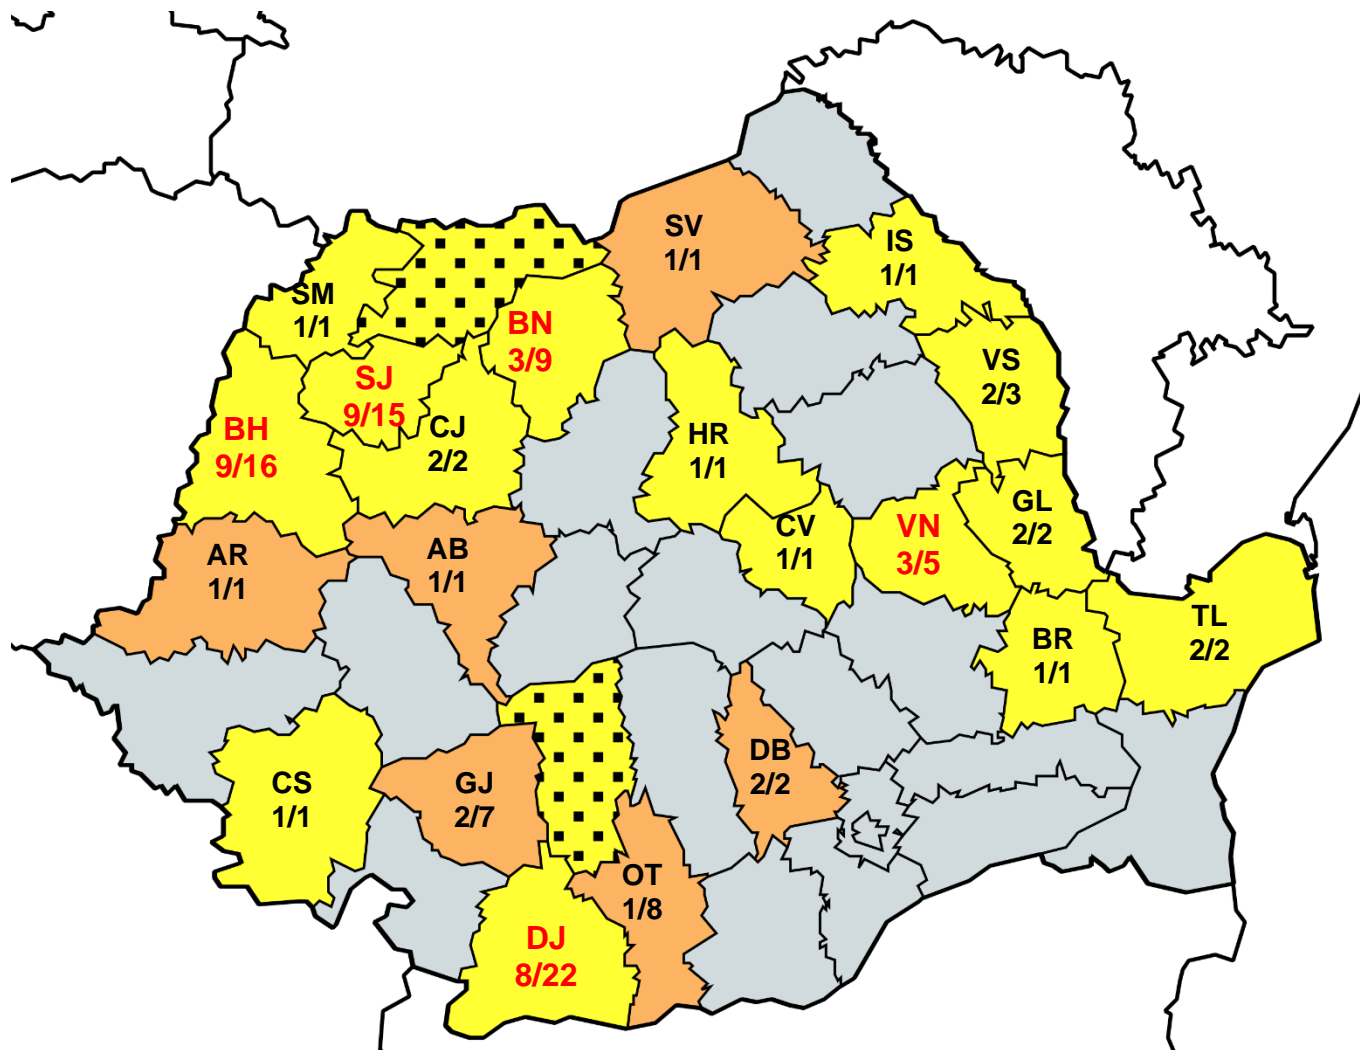 SV
1/1
IS
1/1
SM
1/1
BN
3/9
VS
2/3
SJ
9/15
BH
9/16
CJ
2/2
HR
1/1
GL
2/2
CV
1/1
VN
3/5
AR
1/1
AB
1/1
TL
2/2
BR
1/1
DB
2/2
CS
1/1
GJ
2/7
OT
1/8
DJ
8/22